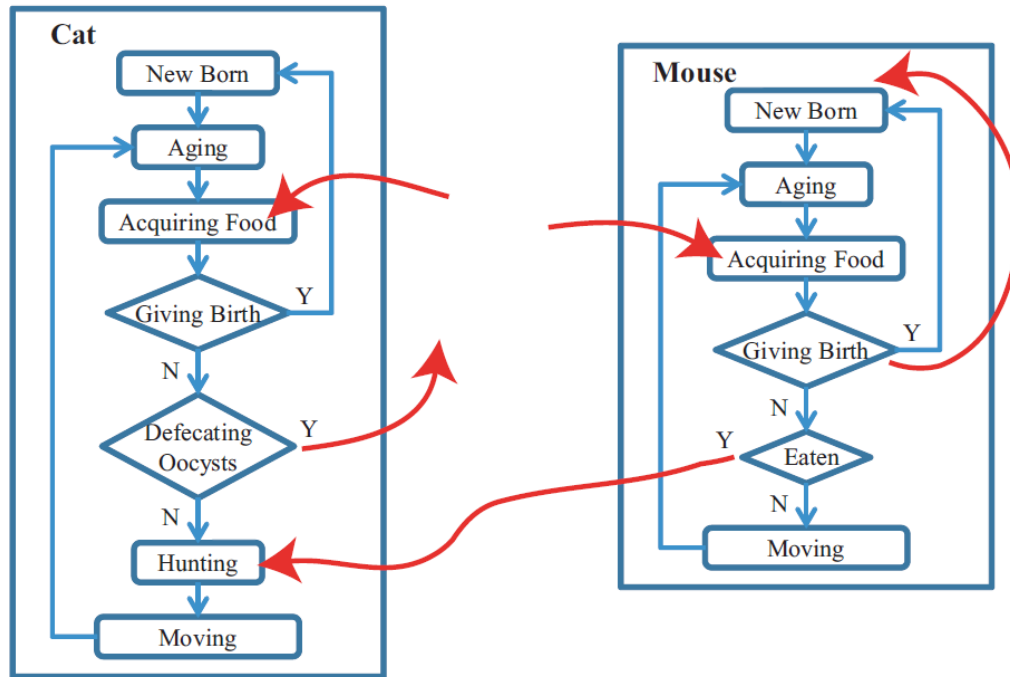 Cat
New Born
Aging
Acquiring Food
Giving Birth
Y
N
Defecating
Oocysts
Y
N
Hunting
Moving
Mouse
New Born
Aging
Acquiring Food
Giving Birth
Y
N
Y
Eaten
N
Moving